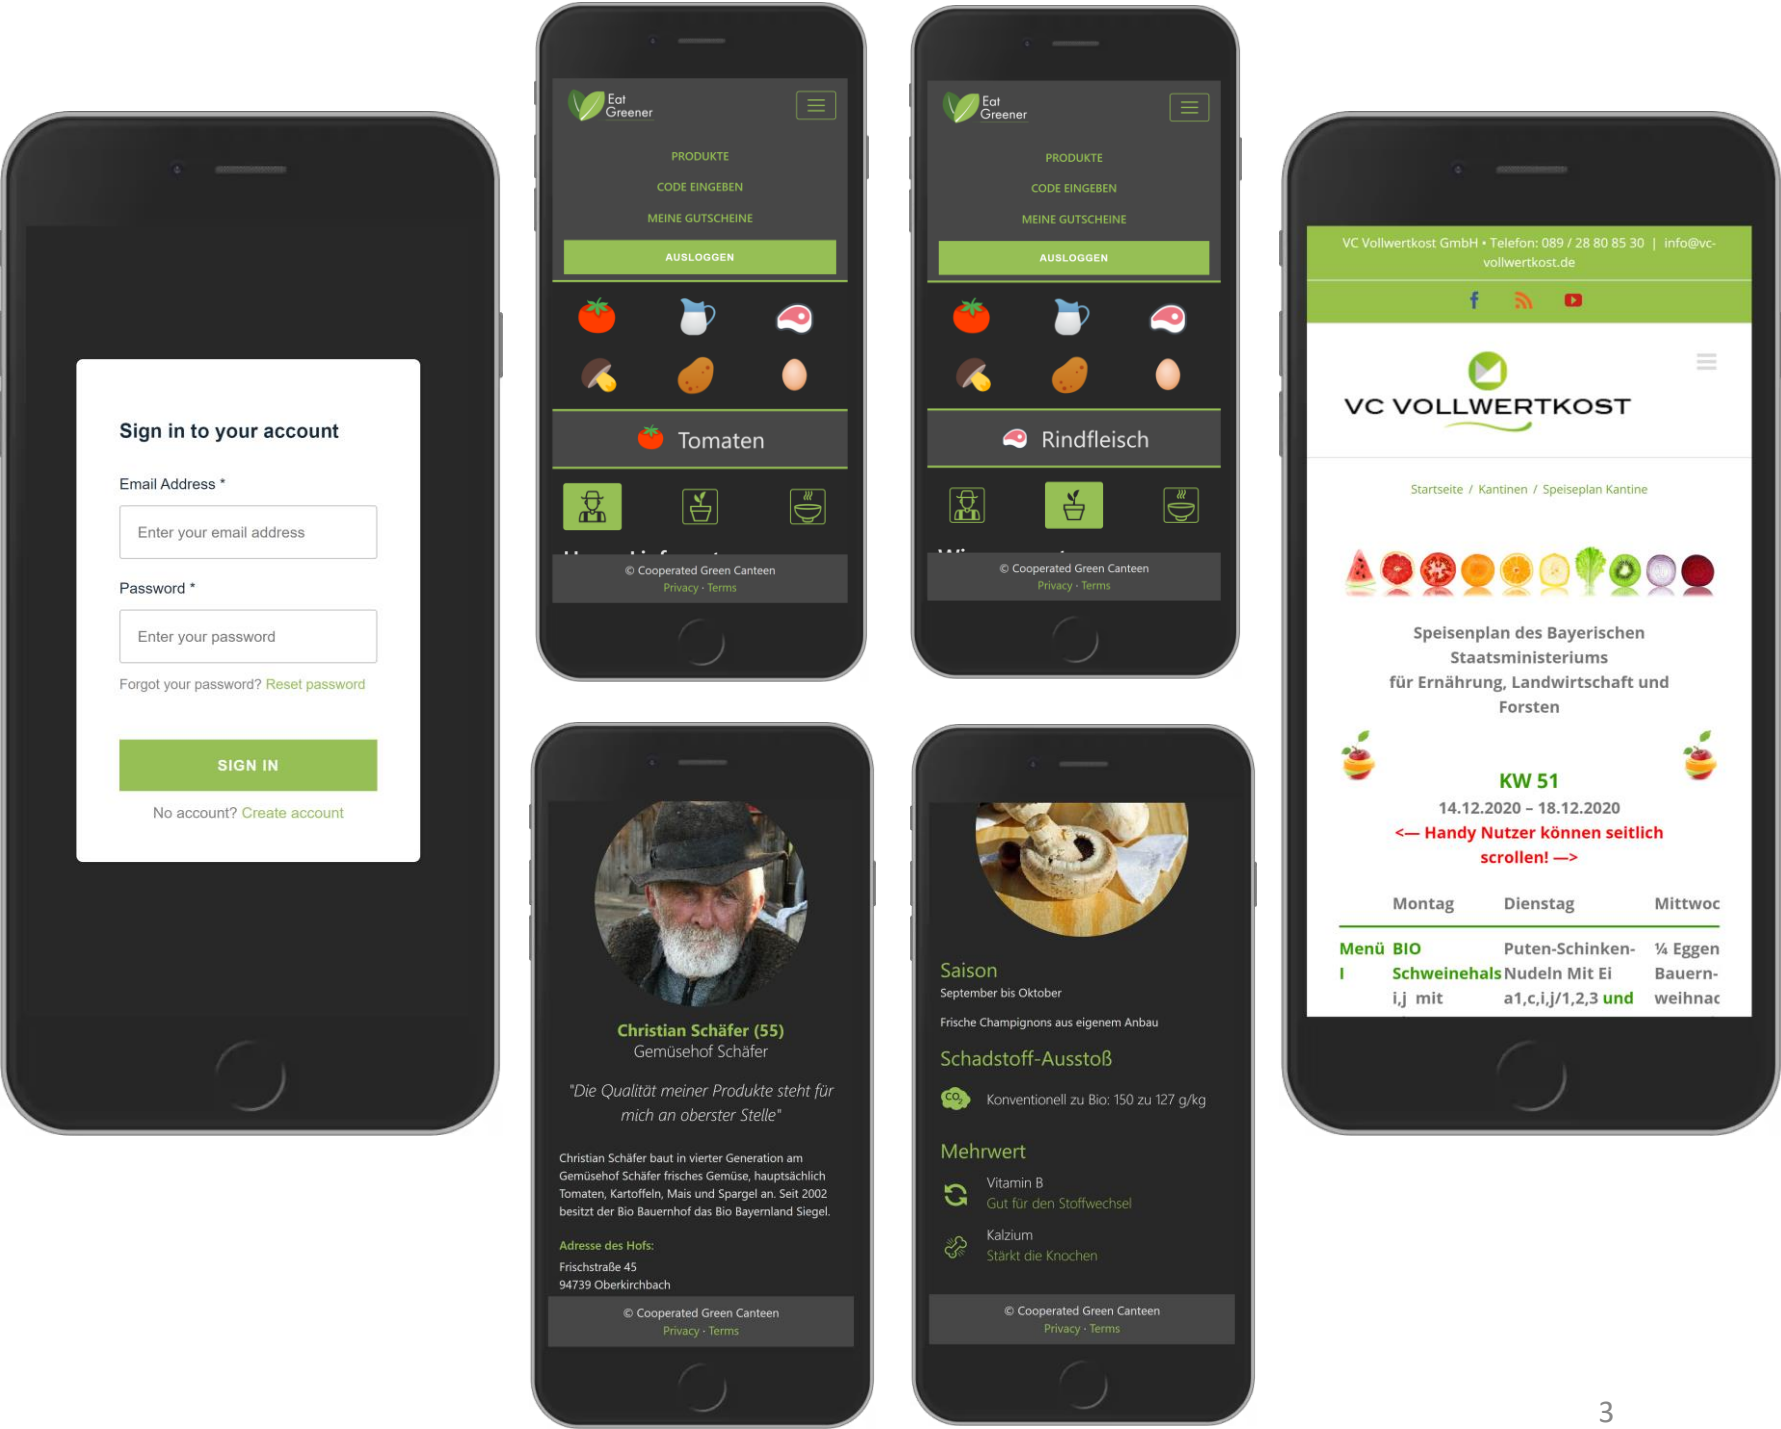 Sign in to your account
Email Address *
Enter your email address
Password *
Enter your password
Forgot your password? Reset password
SIGN IN
No account? Create account
Eat
Greener
PRODUKTE
CODE EINGEBEN
MEINE GUTSCHEINE
AUSLOGGEN
Tomaten
© Cooperated Green Canteen
Privacy · Terms
Eat
Greener
PRODUKTE
CODE EINGEBEN
MEINE GUTSCHEINE
AUSLOGGEN
Rindfleisch
© Cooperated Green Canteen
Privacy · Terms
Christian Schäfer (55)
Gemüsehof Schäfer
"Die Qualität meiner Produkte steht für
mich an oberster Stelle"
Christian Schäfer baut in vierter Generation am
Gemüsehof Schäfer frisches Gemüse, hauptsächlich
Tomaten, Kartoffeln, Mais und Spargel an. Seit 2002
besitzt der Bio Bauernhof das Bio Bayernland Siegel.
Adresse des Hofs:
Frischstraße 45
94739 Oberkirchbach
© Cooperated Green Canteen
Privacy · Terms
Saison
September bis Oktober
Frische Champignons aus eigenem Anbau
Schadstoff-Ausstoß
CO₂
Konventionell zu Bio: 150 zu 127 g/kg
Mehrwert
Vitamin B
Gut für den Stoffwechsel
Kalzium
Stärkt die Knochen
© Cooperated Green Canteen
Privacy · Terms
VC Vollwertkost GmbH • Telefon: 089 / 28 80 85 30 | info@vc-
vollwertkost.de
VC VOLLWERTKOST
Startseite / Kantinen / Speiseplan Kantine
Speisenplan des Bayerischen
Staatsministeriums
für Ernährung, Landwirtschaft und
Forsten
KW 51
14.12.2020 – 18.12.2020
<— Handy Nutzer können seitlich
scrollen! —>
Montag Dienstag Mittwoc
Menü BIO Puten-Schinken- ¼ Eggen
I Schweinehals Nudeln Mit Ei Bauern-
i,j mit a1,c,i,j/1,2,3 und weihnac
3